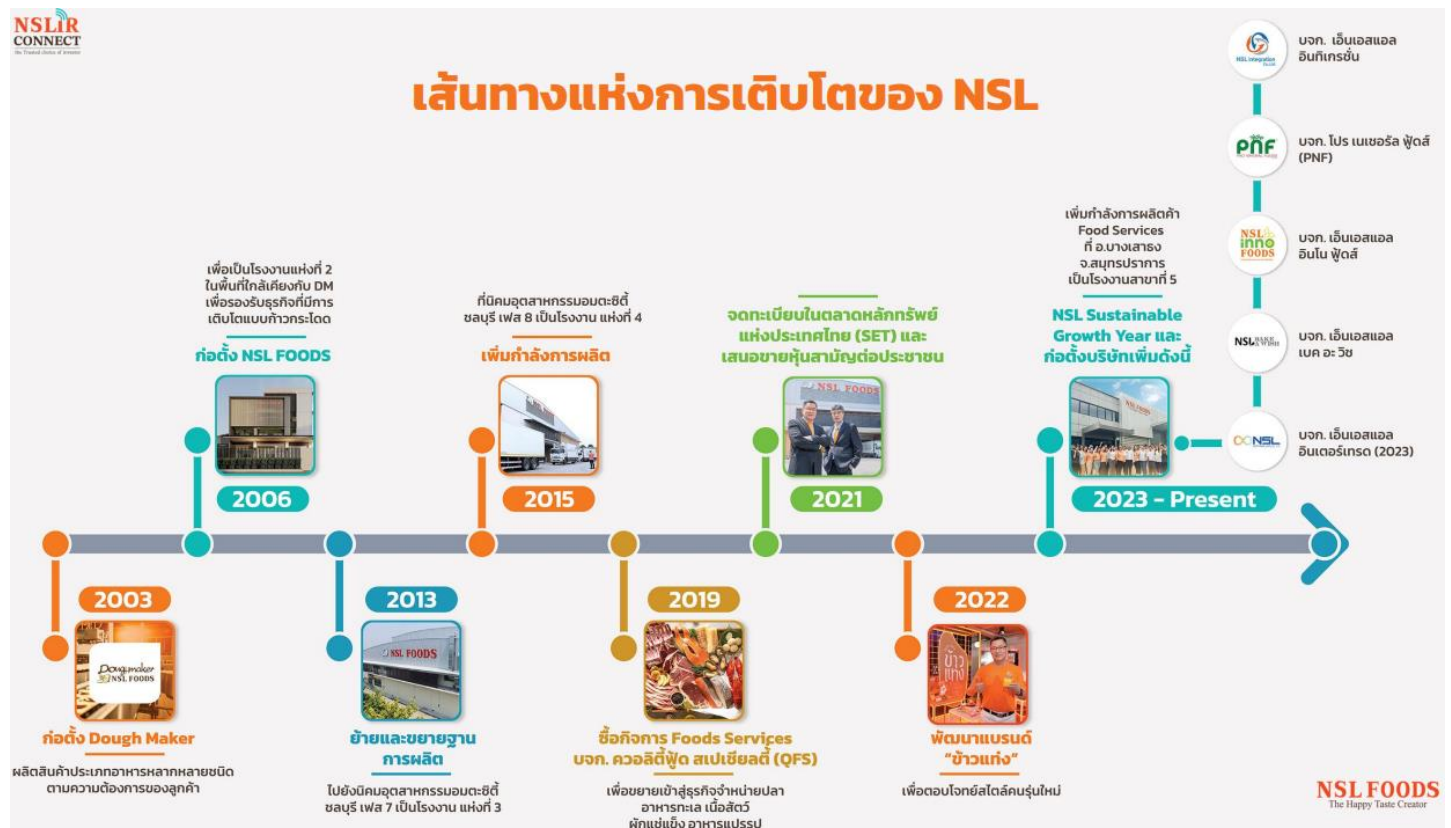 NSLIR
CONNECT
the Trusted choice of investor
เส้นทางแห่งการเติบโตของ NSL
NSL Integration
บจก. เอ็นเอสแอล
อินทิเกรชั่น
PNF
บจก. โปร เนเชอรัล ฟู้ดส์
(PNF)
NSL
inno
FOODS
บจก. เอ็นเอสแอล
อินโน ฟู้ดส์
NSL BAKE
A WISH
บจก. เอ็นเอสแอล
เบค อะ วิช
NSL
บจก. เอ็นเอสแอล
อินเตอร์เทรด (2023)
เพื่อเป็นโรงงานแห่งที่ 2
ในพื้นที่ใกล้เคียงกับ DM
เพื่อรองรับธุรกิจที่มีการ
เติบโตแบบก้าวกระโดด
ก่อตั้ง NSL FOODS
2006
ที่นิคมอุตสาหกรรมอมตะซิตี้
ชลบุรี เฟส 8 เป็นโรงงาน แห่งที่ 4
เพิ่มกำลังการผลิต
2015
จดทะเบียบในตลาดหลักทรัพย์
แห่งประเทศไทย (SET) และ
เสนอขายหุ้นสามัญต่อประชาชน
NSL FOODS
2021
เพิ่มกำลังการผลิตค้า
Food Services
ที่ อ.บางเสาธง
จ.สมุทรปราการ
เป็นโรงงานสาขาที่ 5
NSL Sustainable
Growth Year และ
ก่อตั้งบริษัทเพิ่มดังนี้
NSL FOODS
2023 - Present
2003
Doughmaker
NSL FOODS
ก่อตั้ง Dough Maker
ผลิตสินค้าประเภทอาหารหลากหลายชนิด
ตามความต้องการของลูกค้า
2013
NSL FOODS
ย้ายและขยายฐาน
การผลิต
ไปยังนิคมอุตสาหกรรมอมตะซิตี้
ชลบุรี เฟส 7 เป็นโรงงาน แห่งที่ 3
2019
ซื้อกิจการ Foods Services
บจก. ควอลิตี้ฟู้ด สเปเชียลตี้ (QFS)
เพื่อขยายเข้าสู่ธุรกิจจำหน่ายปลา
อาหารทะเล เนื้อสัตว์
ผักแช่แข็ง อาหารแปรรูป
2022
ข้าว
แท่ง
พัฒนาแบรนด์
“ข้าวแท่ง”
เพื่อตอบโจทย์สไตล์คนรุ่นใหม่
NSL FOODS
The Happy Taste Creator